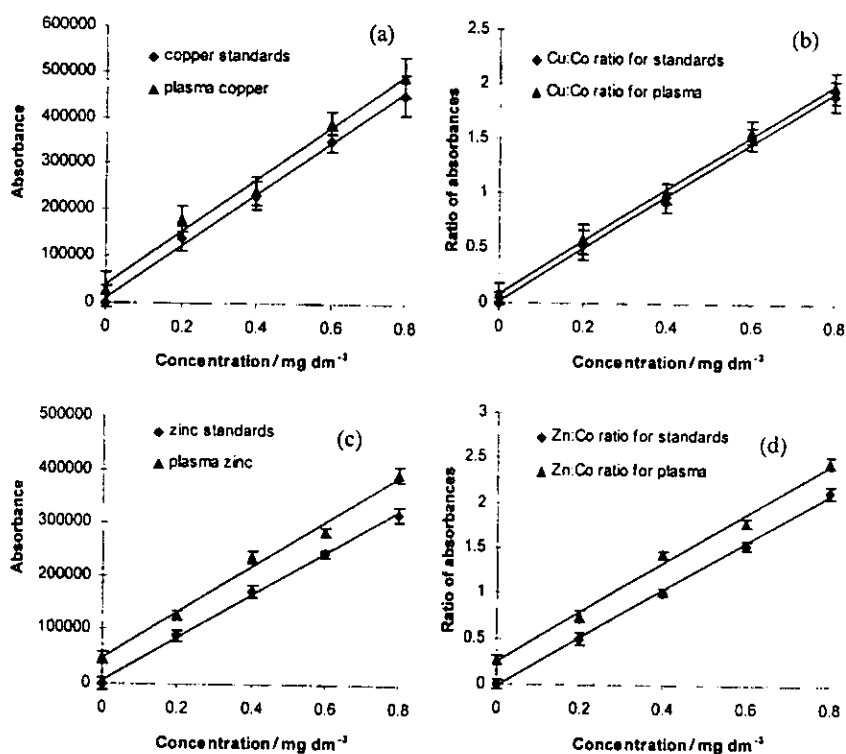 (a)
copper standards
plasma copper
Absorbance
600000
500000
400000
300000
200000
100000
0
0 0.2 0.4 0.6 0.8
Concentration / mg dm⁻³
(b)
Cu:Co ratio for standards
Cu:Co ratio for plasma
Ratio of absorbances
2.5
2
1.5
1
0.5
0
0 0.2 0.4 0.6 0.8
Concentration / mg dm⁻³
(c)
zinc standards
plasma zinc
Absorbance
500000
400000
300000
200000
100000
0
0 0.2 0.4 0.6 0.8
Concentration / mg dm⁻³
(d)
Zn:Co ratio for standards
Zn:Co ratio for plasma
Ratio of absorbances
3
2.5
2
1.5
1
0.5
0
0 0.2 0.4 0.6 0.8
Concentration / mg dm⁻³